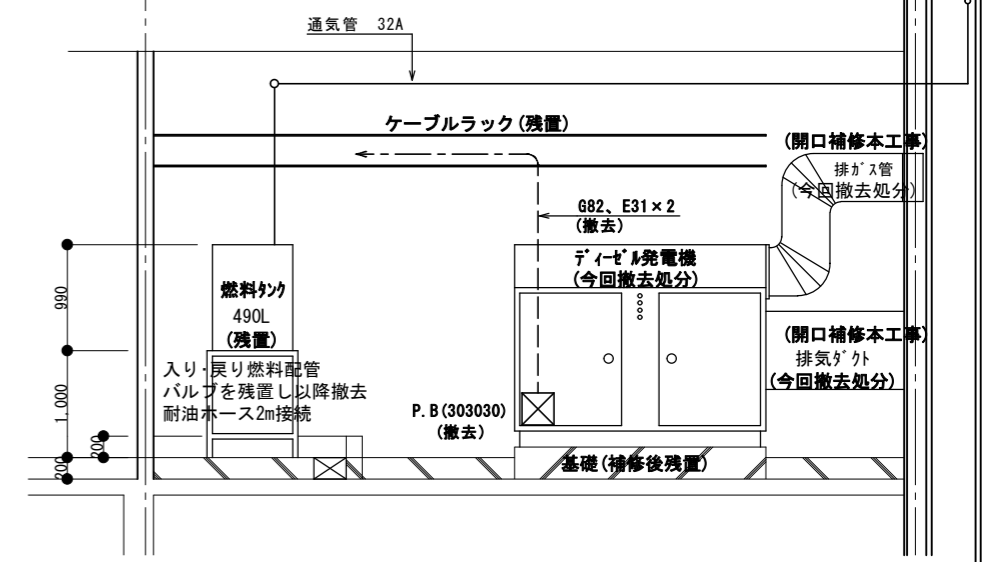 通気管 32A
ケーブルラック(残置)
(開口補修本工事)
排ガス管
(今回撤去処分)
G82、E31×2
(撤去)
ディーゼル発電機
(今回撤去処分)
燃料タンク
490L
(残置)
990
入り・戻り燃料配管
バルブを残置し以降撤去
耐油ホース2m接続
1,000
(開口補修本工事)
排気ダクト
(今回撤去処分)
P.B(303030)
(撤去)
200
200
基礎(補修後残置)